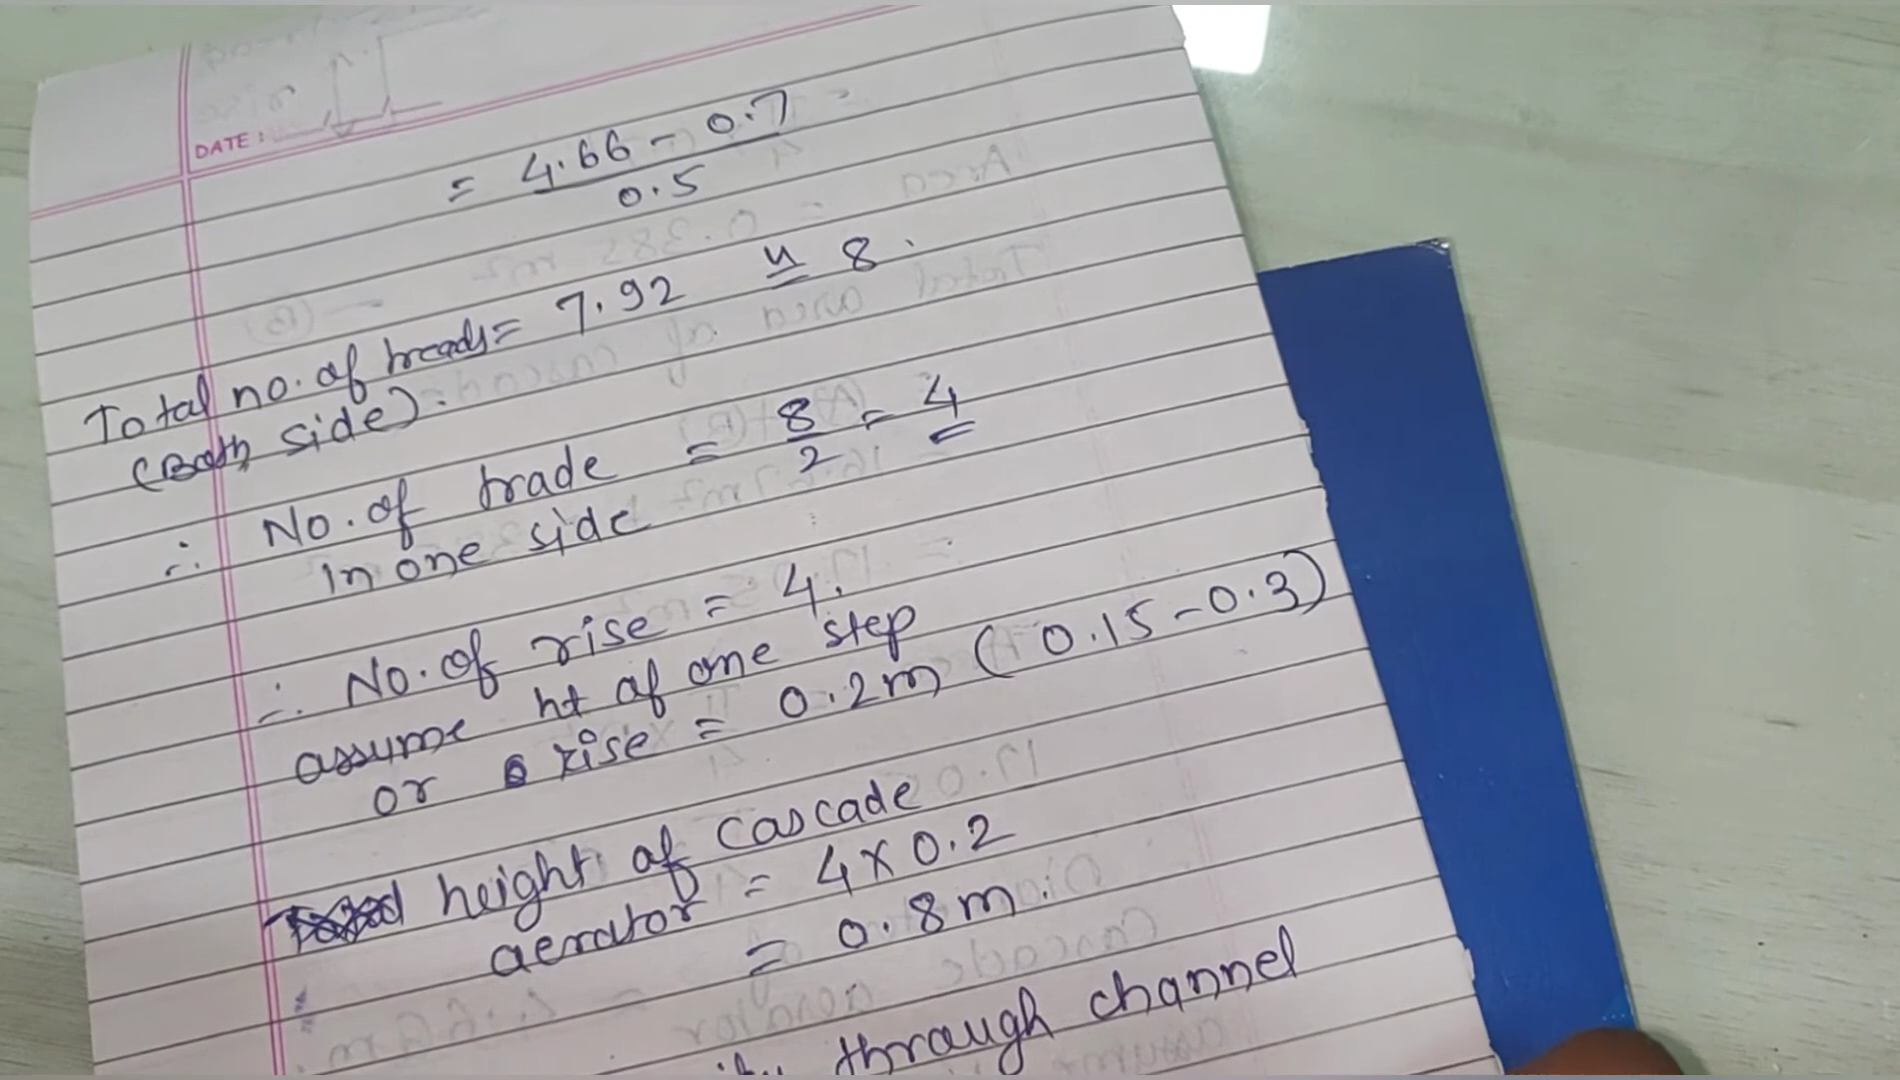 DATE :
= 4.66 - 0.7 / 0.5
Total no. of treads = 7.92 ≈ 8.
(Both side).
∴ No. of trade = 8/2 = 4
in one side
∴ No. of rise = 4.
assume ht of one step
or rise = 0.2m (0.15-0.3)
height of cascade
aerator = 4 x 0.2
= 0.8m.
through channel